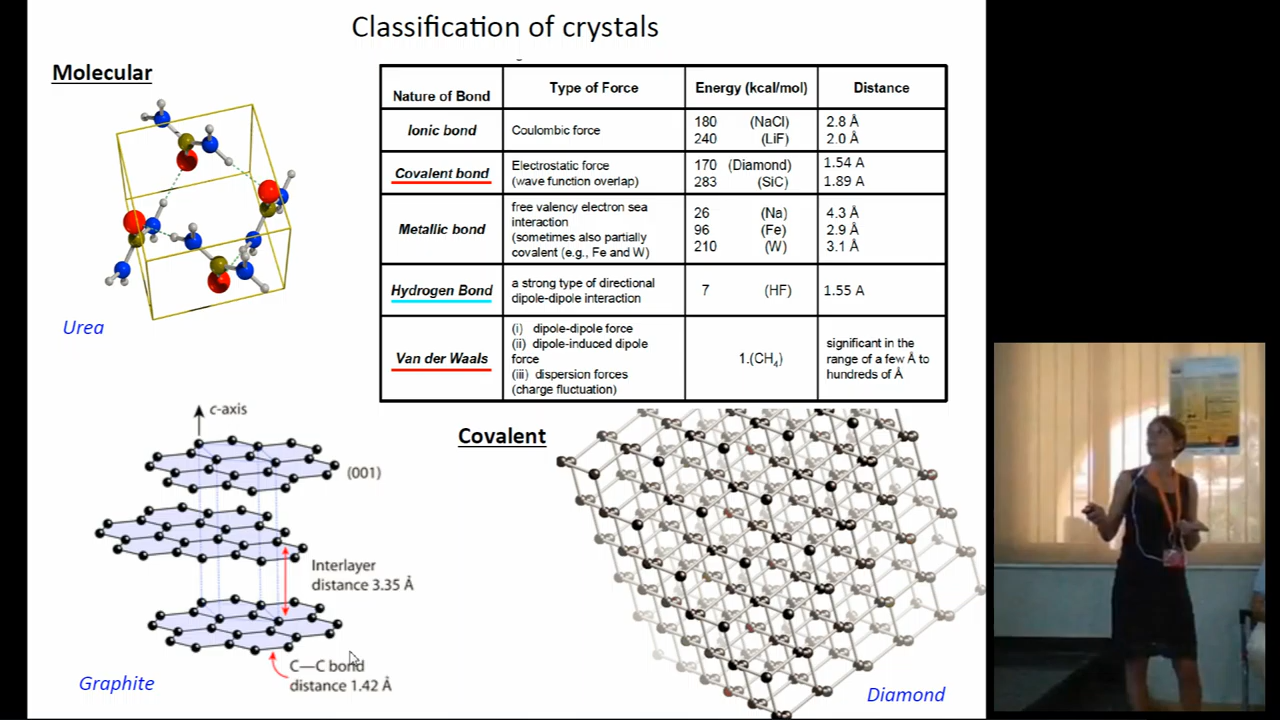 Classification of crystals
Molecular
Urea
Nature of Bond
Type of Force
Energy (kcal/mol)
Distance
Ionic bond
Coulombic force
180 (NaCl)
240 (LiF)
2.8 Å
2.0 Å
Covalent bond
Electrostatic force
(wave function overlap)
170 (Diamond)
283 (SiC)
1.54 A
1.89 A
Metallic bond
free valency electron sea
interaction
(sometimes also partially
covalent (e.g., Fe and W)
26 (Na)
96 (Fe)
210 (W)
4.3 Å
2.9 Å
3.1 Å
Hydrogen Bond
a strong type of directional
dipole-dipole interaction
7 (HF)
1.55 A
Van der Waals
(i) dipole-dipole force
(ii) dipole-induced dipole
force
(iii) dispersion forces
(charge fluctuation)
1.(CH4)
significant in the
range of a few Å to
hundreds of Å
c-axis
(001)
Interlayer
distance 3.35 Å
C—C bond
distance 1.42 Å
Graphite
Covalent
Diamond